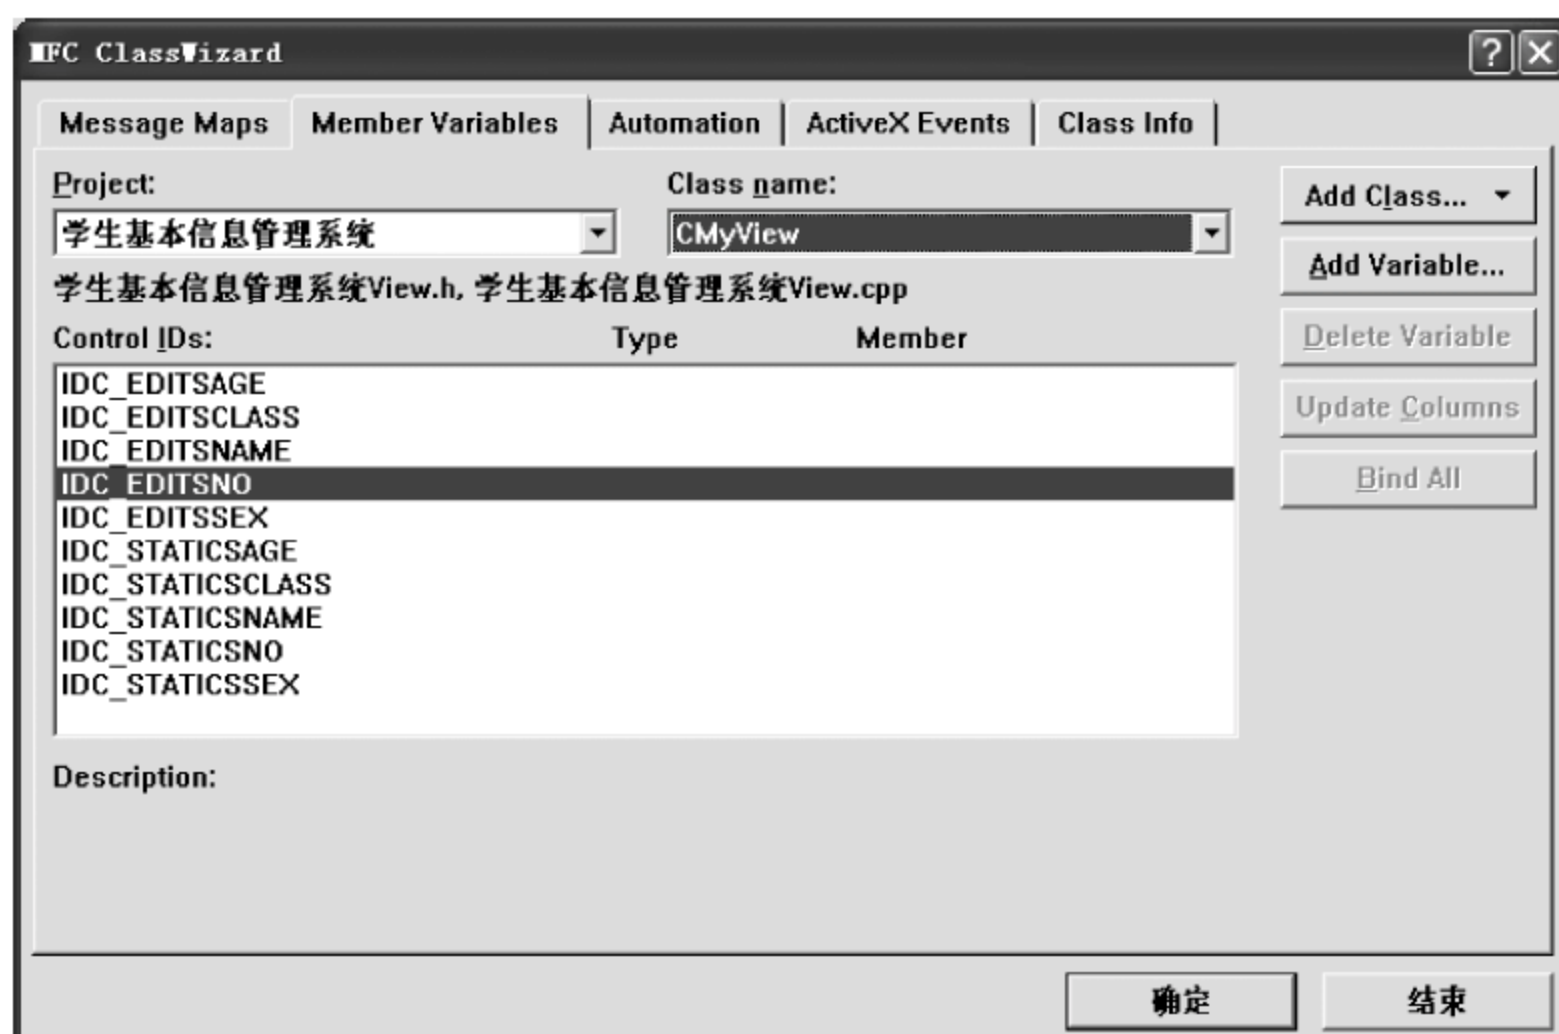 MFC ClassWizard
Message Maps Member Variables Automation ActiveX Events Class Info
Project: Class name:
学生基本信息管理系统 CMyView
学生基本信息管理系统View.h, 学生基本信息管理系统View.cpp
Control IDs: Type Member
IDC_EDITSAGE
IDC_EDITSCLASS
IDC_EDITSNAME
IDC_EDITSNO
IDC_EDITSSEX
IDC_STATICSAGE
IDC_STATICSCLASS
IDC_STATICSNAME
IDC_STATICSNO
IDC_STATICSSEX
Add Class...
Add Variable...
Delete Variable
Update Columns
Bind All
Description:
确定 结束